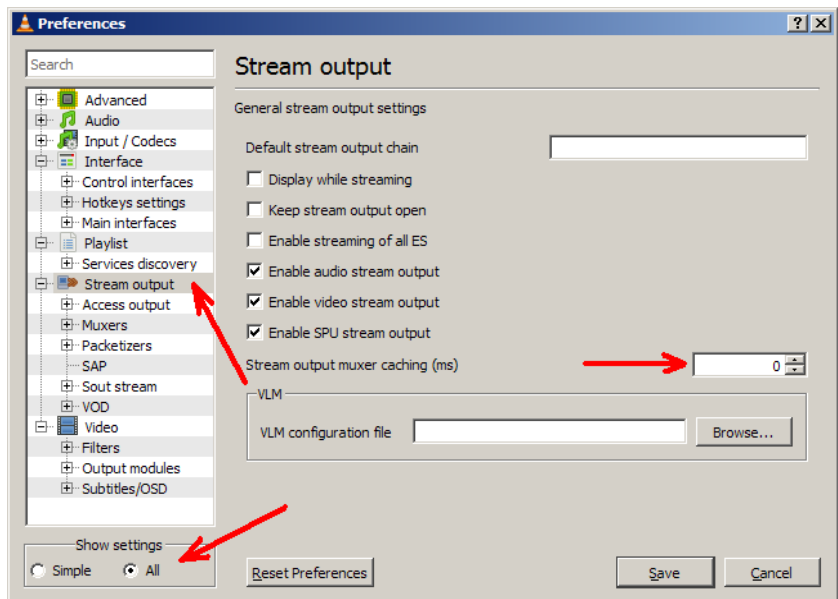 Preferences
Search
Advanced
Audio
Input / Codecs
Interface
Control interfaces
Hotkeys settings
Main interfaces
Playlist
Services discovery
Stream output
Access output
Muxers
Packetizers
SAP
Sout stream
VOD
Video
Filters
Output modules
Subtitles/OSD
Show settings
Simple All
Stream output
General stream output settings
Default stream output chain
Display while streaming
Keep stream output open
Enable streaming of all ES
Enable audio stream output
Enable video stream output
Enable SPU stream output
Stream output muxer caching (ms) 0
VLM
VLM configuration file Browse...
Reset Preferences Save Cancel